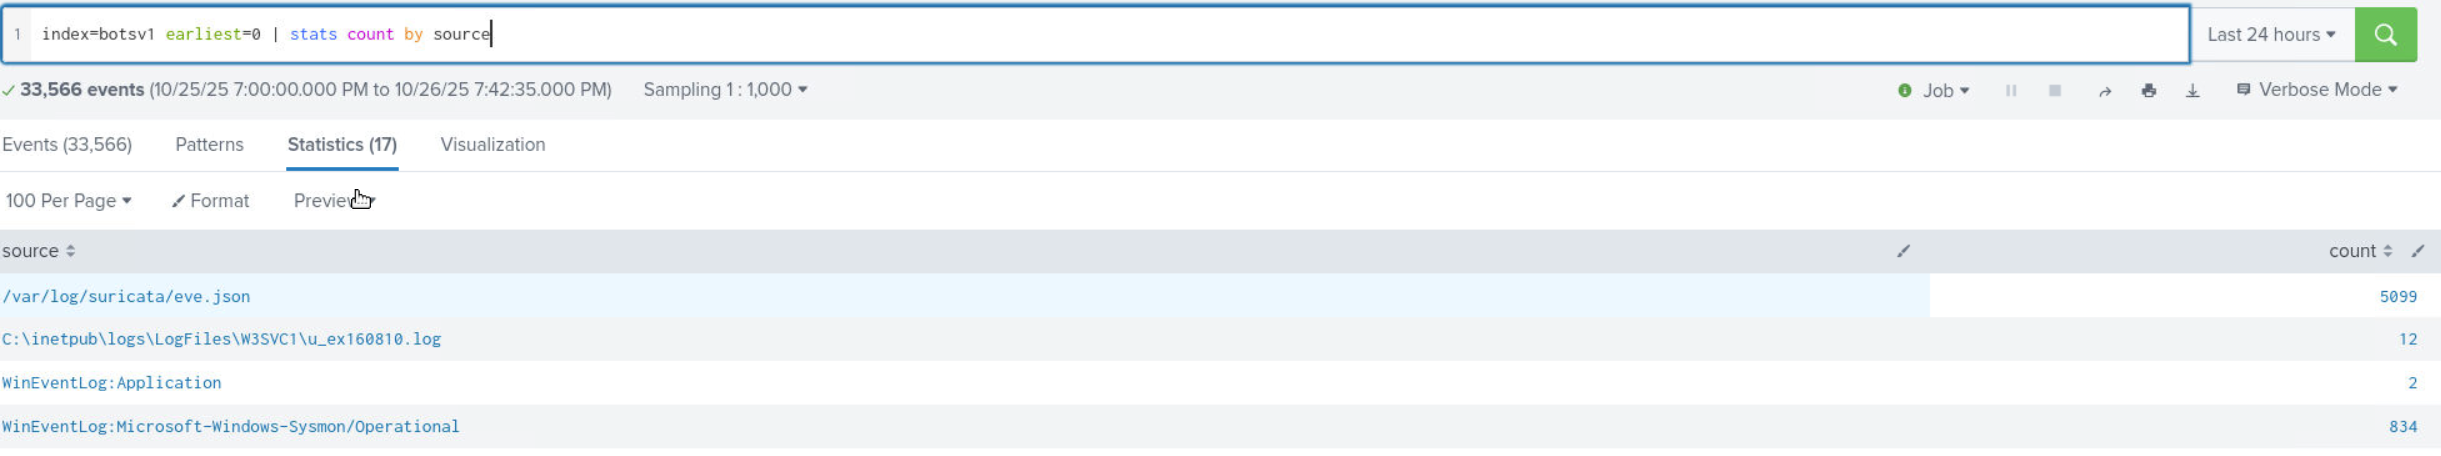 1 index=botsv1 earliest=0 | stats count by source Last 24 hours
33,566 events (10/25/25 7:00:00.000 PM to 10/26/25 7:42:35.000 PM) Sampling 1 : 1,000 Job Verbose Mode
Events (33,566) Patterns Statistics (17) Visualization
100 Per Page Format Preview
source count
/var/log/suricata/eve.json 5099
C:\inetpub\logs\LogFiles\W3SVC1\u_ex160810.log 12
WinEventLog:Application 2
WinEventLog:Microsoft-Windows-Sysmon/Operational 834